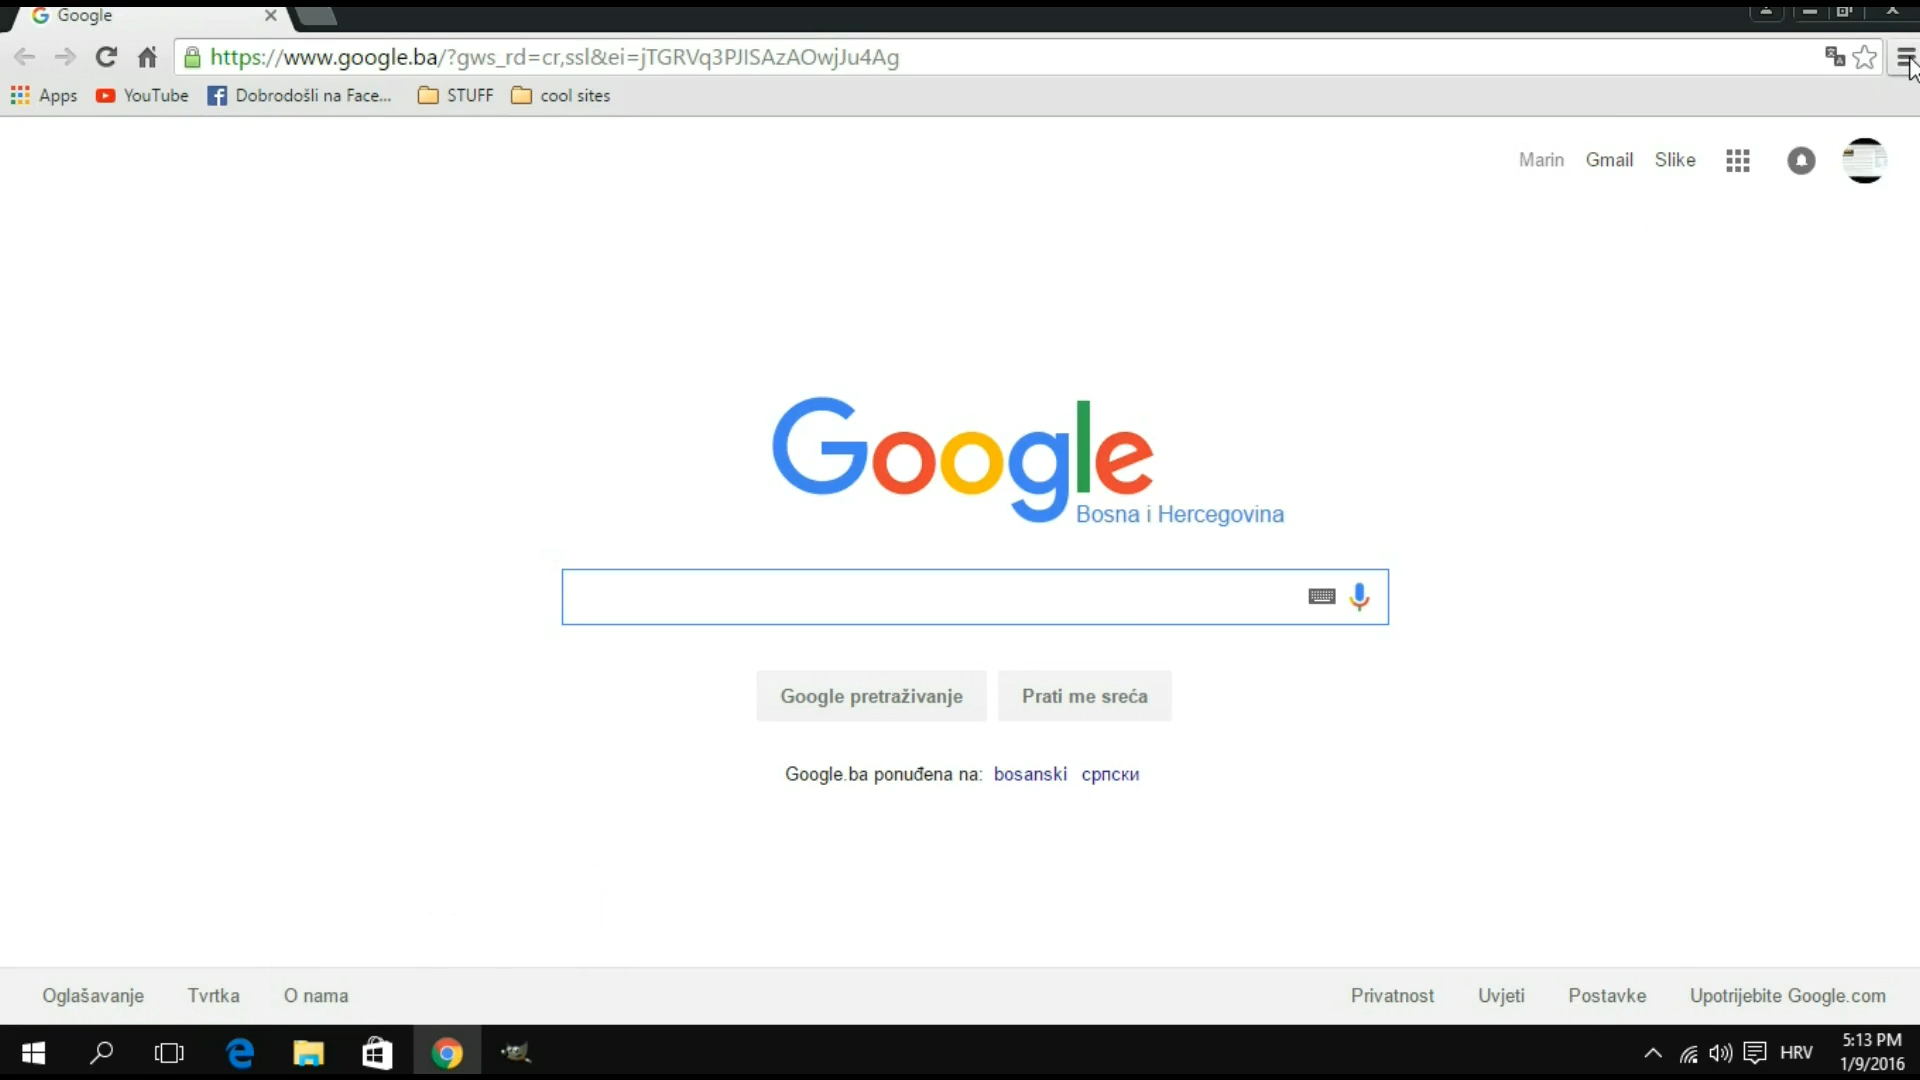 Google
https://www.google.ba/?gws_rd=cr,ssl&ei=jTGRVq3PJISAzAOwjJu4Ag
Apps YouTube Dobrodošli na Face... STUFF cool sites
Marin Gmail Slike
Google
Bosna i Hercegovina
Google pretraživanje Prati me sreća
Google.ba ponuđena na: bosanski српски
Oglašavanje Tvrtka O nama Privatnost Uvjeti Postavke Upotrijebite Google.com
HRV
5:13 PM
1/9/2016